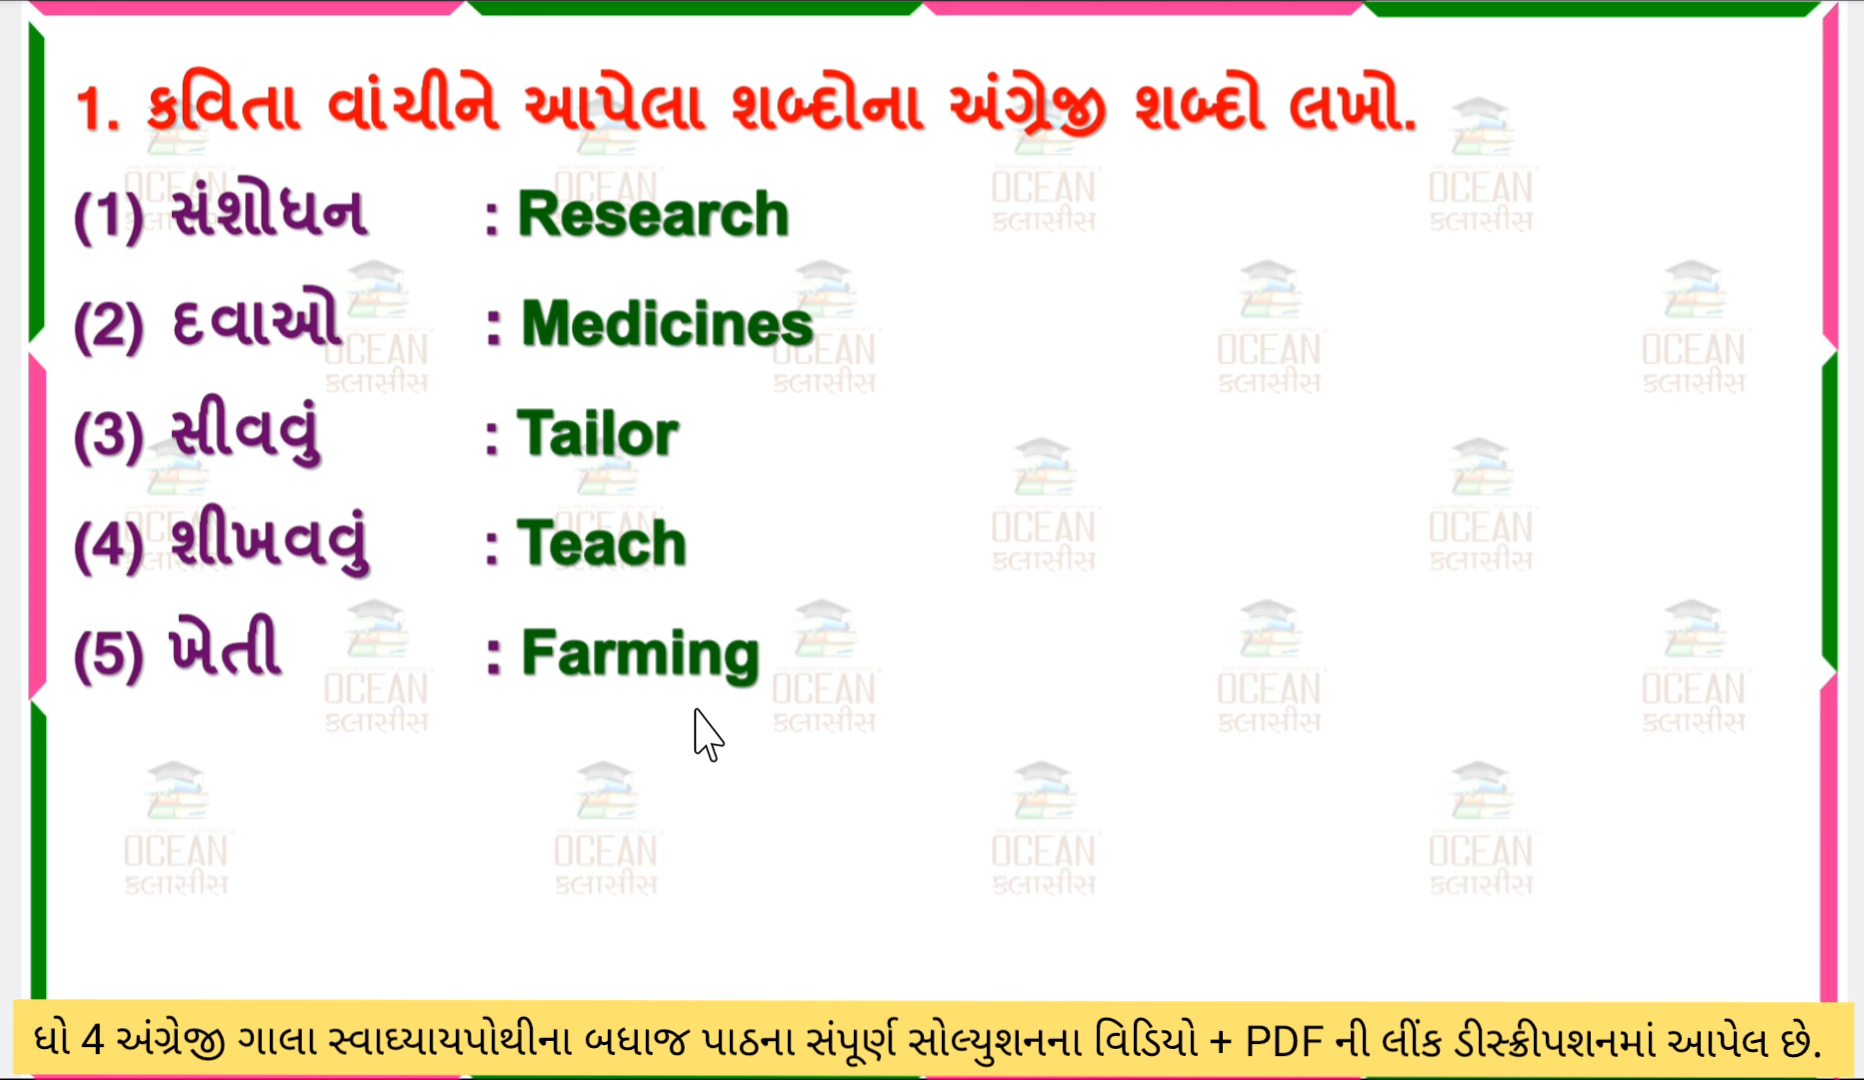 1. કવિતા વાંચીને આપેલા શબ્દોના અંગ્રેજી શબ્દો લખો.
(1) સંશોધન : Research
(2) દવાઓ : Medicines
(3) સીવવું : Tailor
(4) શીખવવું : Teach
(5) ખેતી : Farming
OCEAN
ક્લાસીસ
ધો 4 અંગ્રેજી ગાલા સ્વાધ્યાયપોથીના બધાજ પાઠના સંપૂર્ણ સોલ્યુશનના વિડિયો + PDF ની લીંક ડીસ્ક્રીપશનમાં આપેલ છે.